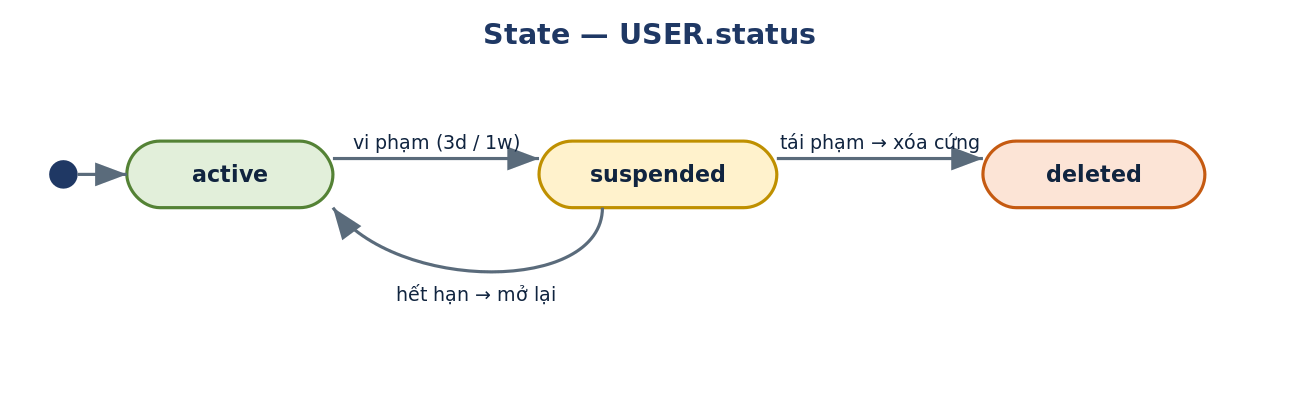 State — USER.status
vi phạm (3d / 1w)
tái phạm → xóa cứng
active
suspended
deleted
hết hạn → mở lại